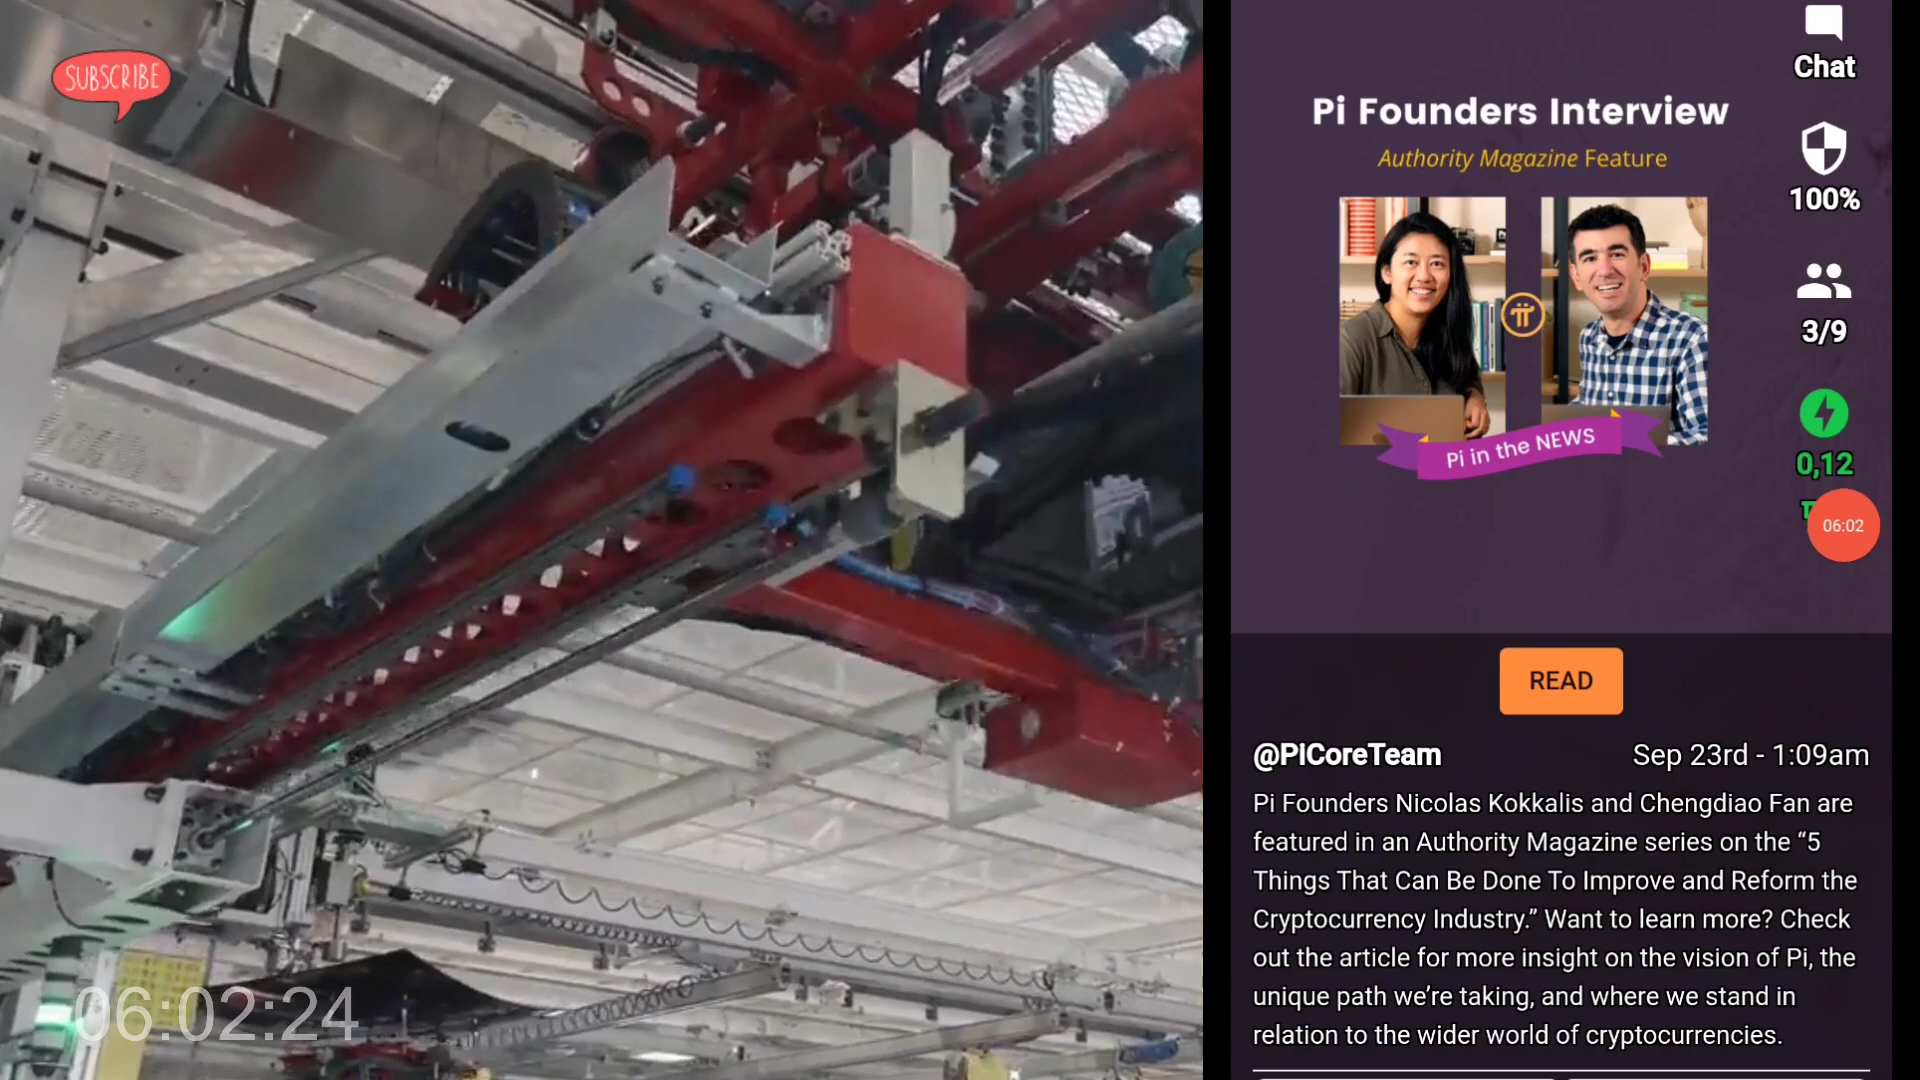 SUBSCRIBE
06:02:24
Chat
Pi Founders Interview
Authority Magazine Feature
100%
3/9
Pi in the NEWS
0,12
06:02
READ
@PiCoreTeam
Sep 23rd - 1:09am
Pi Founders Nicolas Kokkalis and Chengdiao Fan are
featured in an Authority Magazine series on the “5
Things That Can Be Done To Improve and Reform the
Cryptocurrency Industry.” Want to learn more? Check
out the article for more insight on the vision of Pi, the
unique path we’re taking, and where we stand in
relation to the wider world of cryptocurrencies.